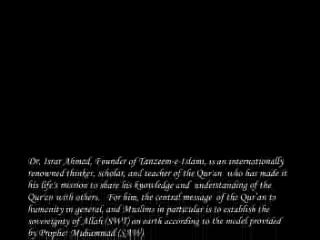 Dr. Israr Ahmad, Founder of Tanzeem-e-Islami, is an internationally
renowned thinker, scholar, and teacher of the Qur'an who has made it
his life's mission to share his knowledge and understanding of the
Qur'an with others. For him, the central message of the Qur'an to
humanity in general, and Muslims in particular is to establish the
sovereignty of Allah (SWT) on earth according to the model provided
by Prophet Muhammad (SAW)